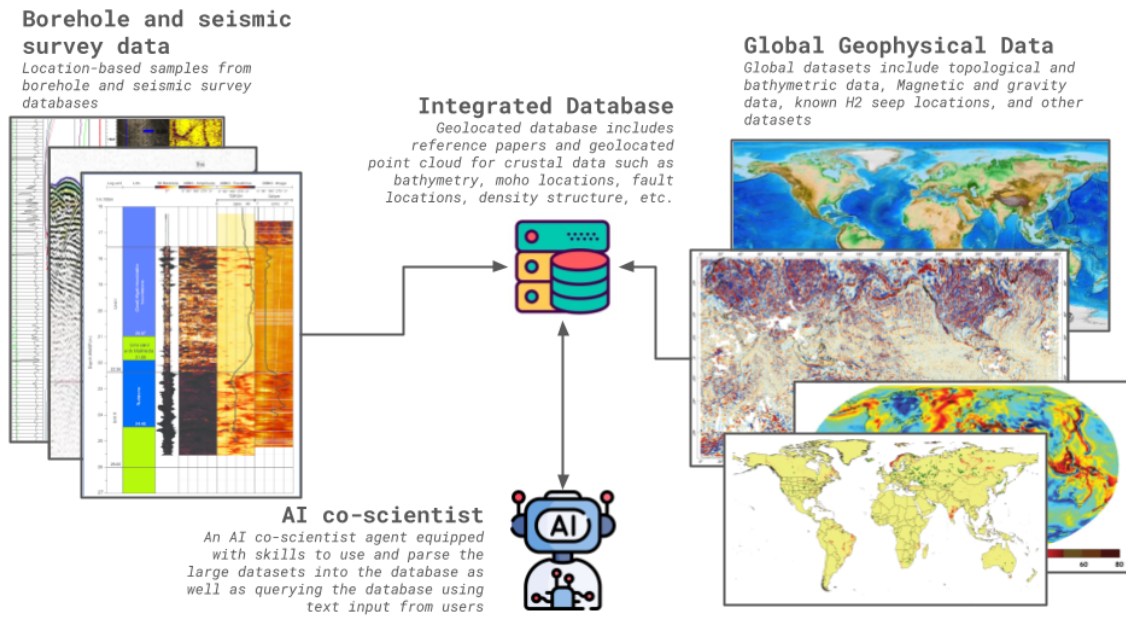 Borehole and seismic
survey data
Location-based samples from
borehole and seismic survey
databases
Integrated Database
Geolocated database includes
reference papers and geolocated
point cloud for crustal data such as
bathymetry, moho locations, fault
locations, density structure, etc.
Global Geophysical Data
Global datasets include topological and
bathymetric data, Magnetic and gravity
data, known H2 seep locations, and other
datasets
60 80
AI co-scientist
An AI co-scientist agent equipped
with skills to use and parse the
large datasets into the database as
well as querying the database using
text input from users
AI